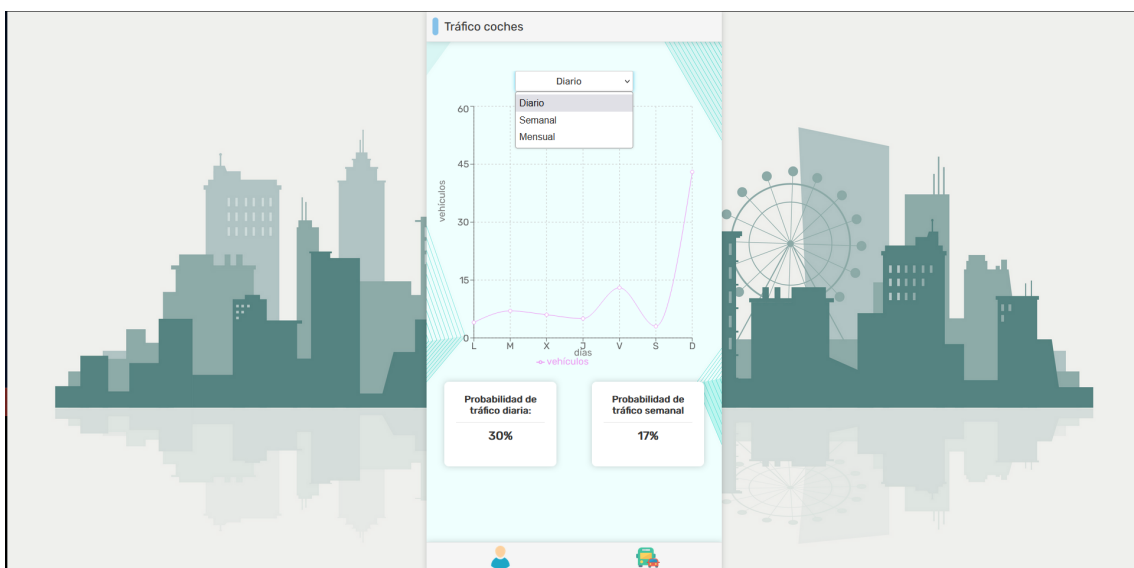 Tráfico coches
Diario
Diario
Semanal
Mensual
60
45
30
15
0
vehículos
L M X J V S D
días
vehículos
Probabilidad de
tráfico diaria:
30%
Probabilidad de
tráfico semanal
17%